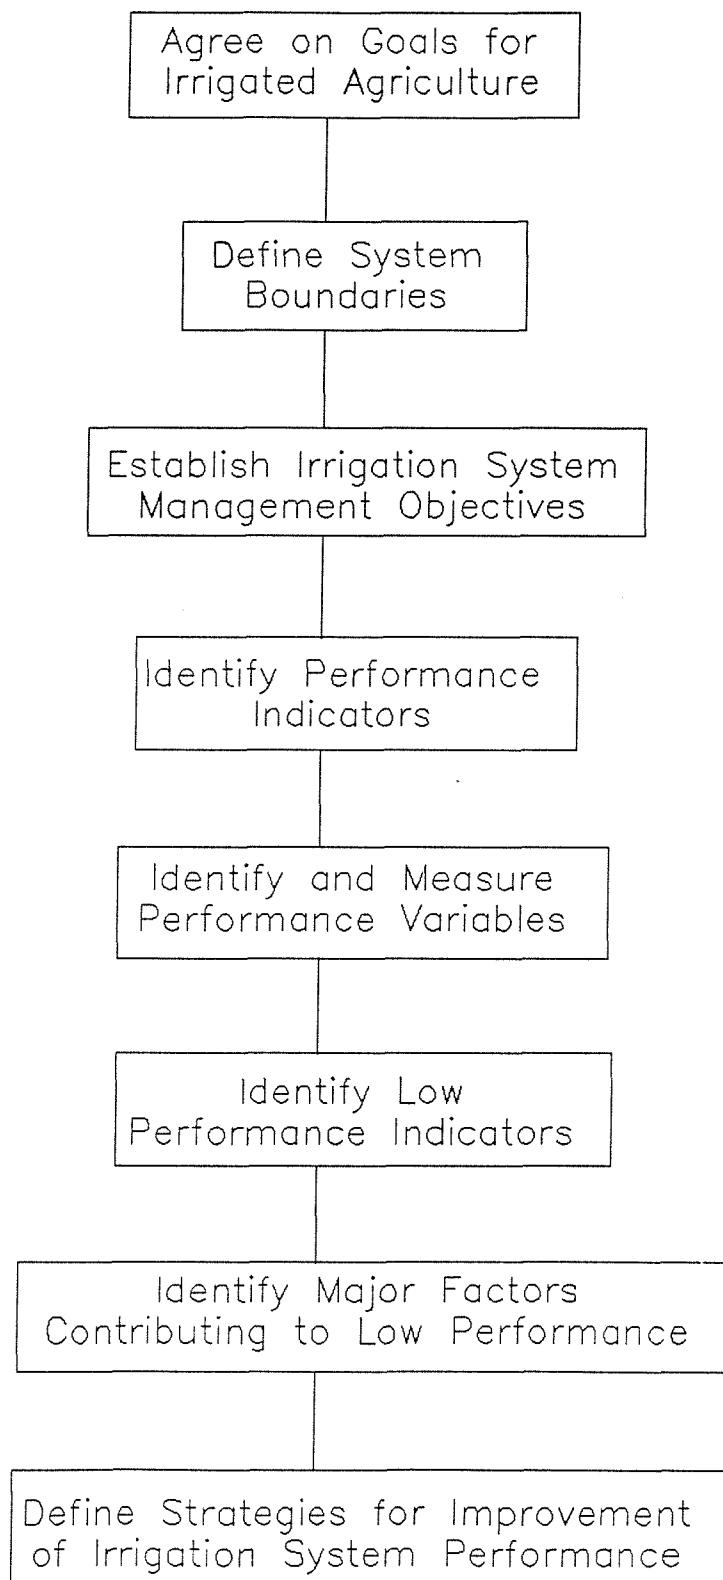 Agree on Goals for
Irrigated Agriculture
Define System
Boundaries
Establish Irrigation System
Management Objectives
Identify Performance
Indicators
Identify and Measure
Performance Variables
Identify Low
Performance Indicators
Identify Major Factors
Contributing to Low Performance
Define Strategies for Improvement
of Irrigation System Performance